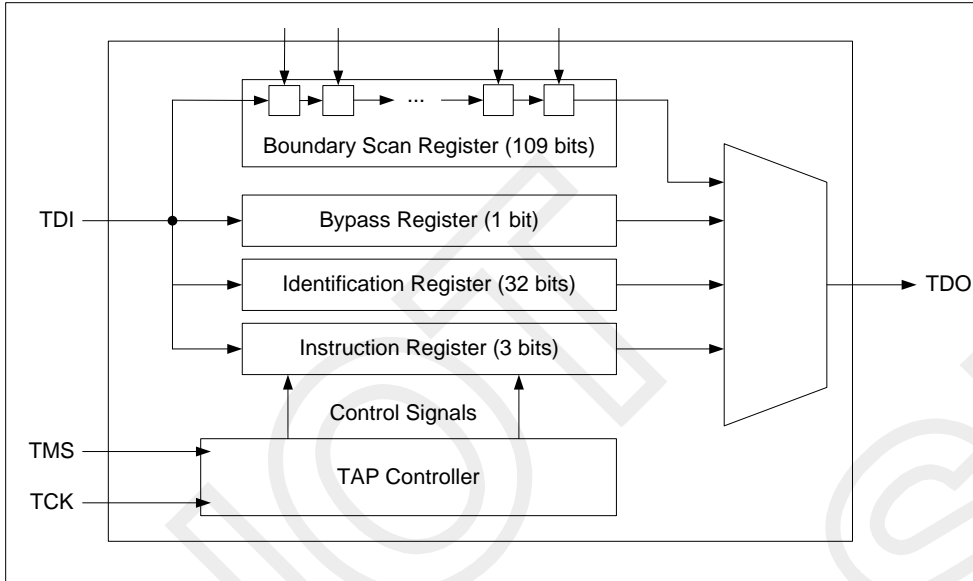 ...
Boundary Scan Register (109 bits)
TDI
Bypass Register (1 bit)
Identification Register (32 bits)
TDO
Instruction Register (3 bits)
Control Signals
TMS
TAP Controller
TCK